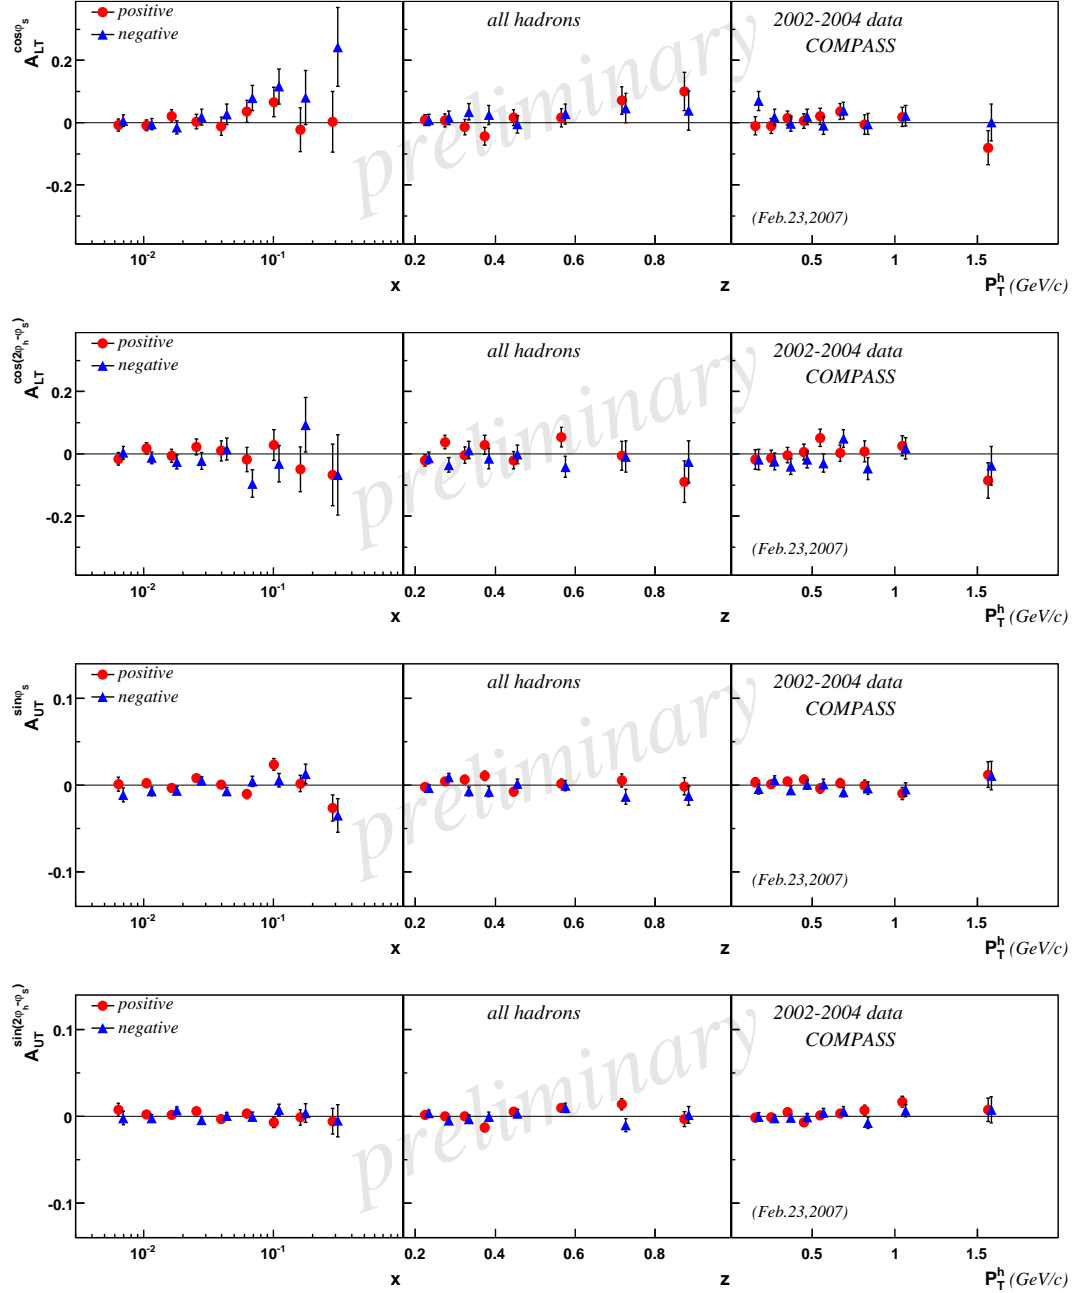 A_LT^cosφ_s
positive
negative
all hadrons
2002-2004 data
COMPASS
preliminary
(Feb.23,2007)
0.2
0
-0.2
10^-2 10^-1 0.2 0.4 0.6 0.8 0.5 1 1.5
x z P_T^h (GeV/c)
A_LT^cos(2φ_h-φ_s)
positive
negative
all hadrons
2002-2004 data
COMPASS
preliminary
(Feb.23,2007)
0.2
0
-0.2
10^-2 10^-1 0.2 0.4 0.6 0.8 0.5 1 1.5
x z P_T^h (GeV/c)
A_UT^sinφ_s
positive
negative
all hadrons
2002-2004 data
COMPASS
preliminary
(Feb.23,2007)
0.1
0
-0.1
10^-2 10^-1 0.2 0.4 0.6 0.8 0.5 1 1.5
x z P_T^h (GeV/c)
A_UT^sin(2φ_h-φ_s)
positive
negative
all hadrons
2002-2004 data
COMPASS
preliminary
(Feb.23,2007)
0.1
0
-0.1
10^-2 10^-1 0.2 0.4 0.6 0.8 0.5 1 1.5
x z P_T^h (GeV/c)